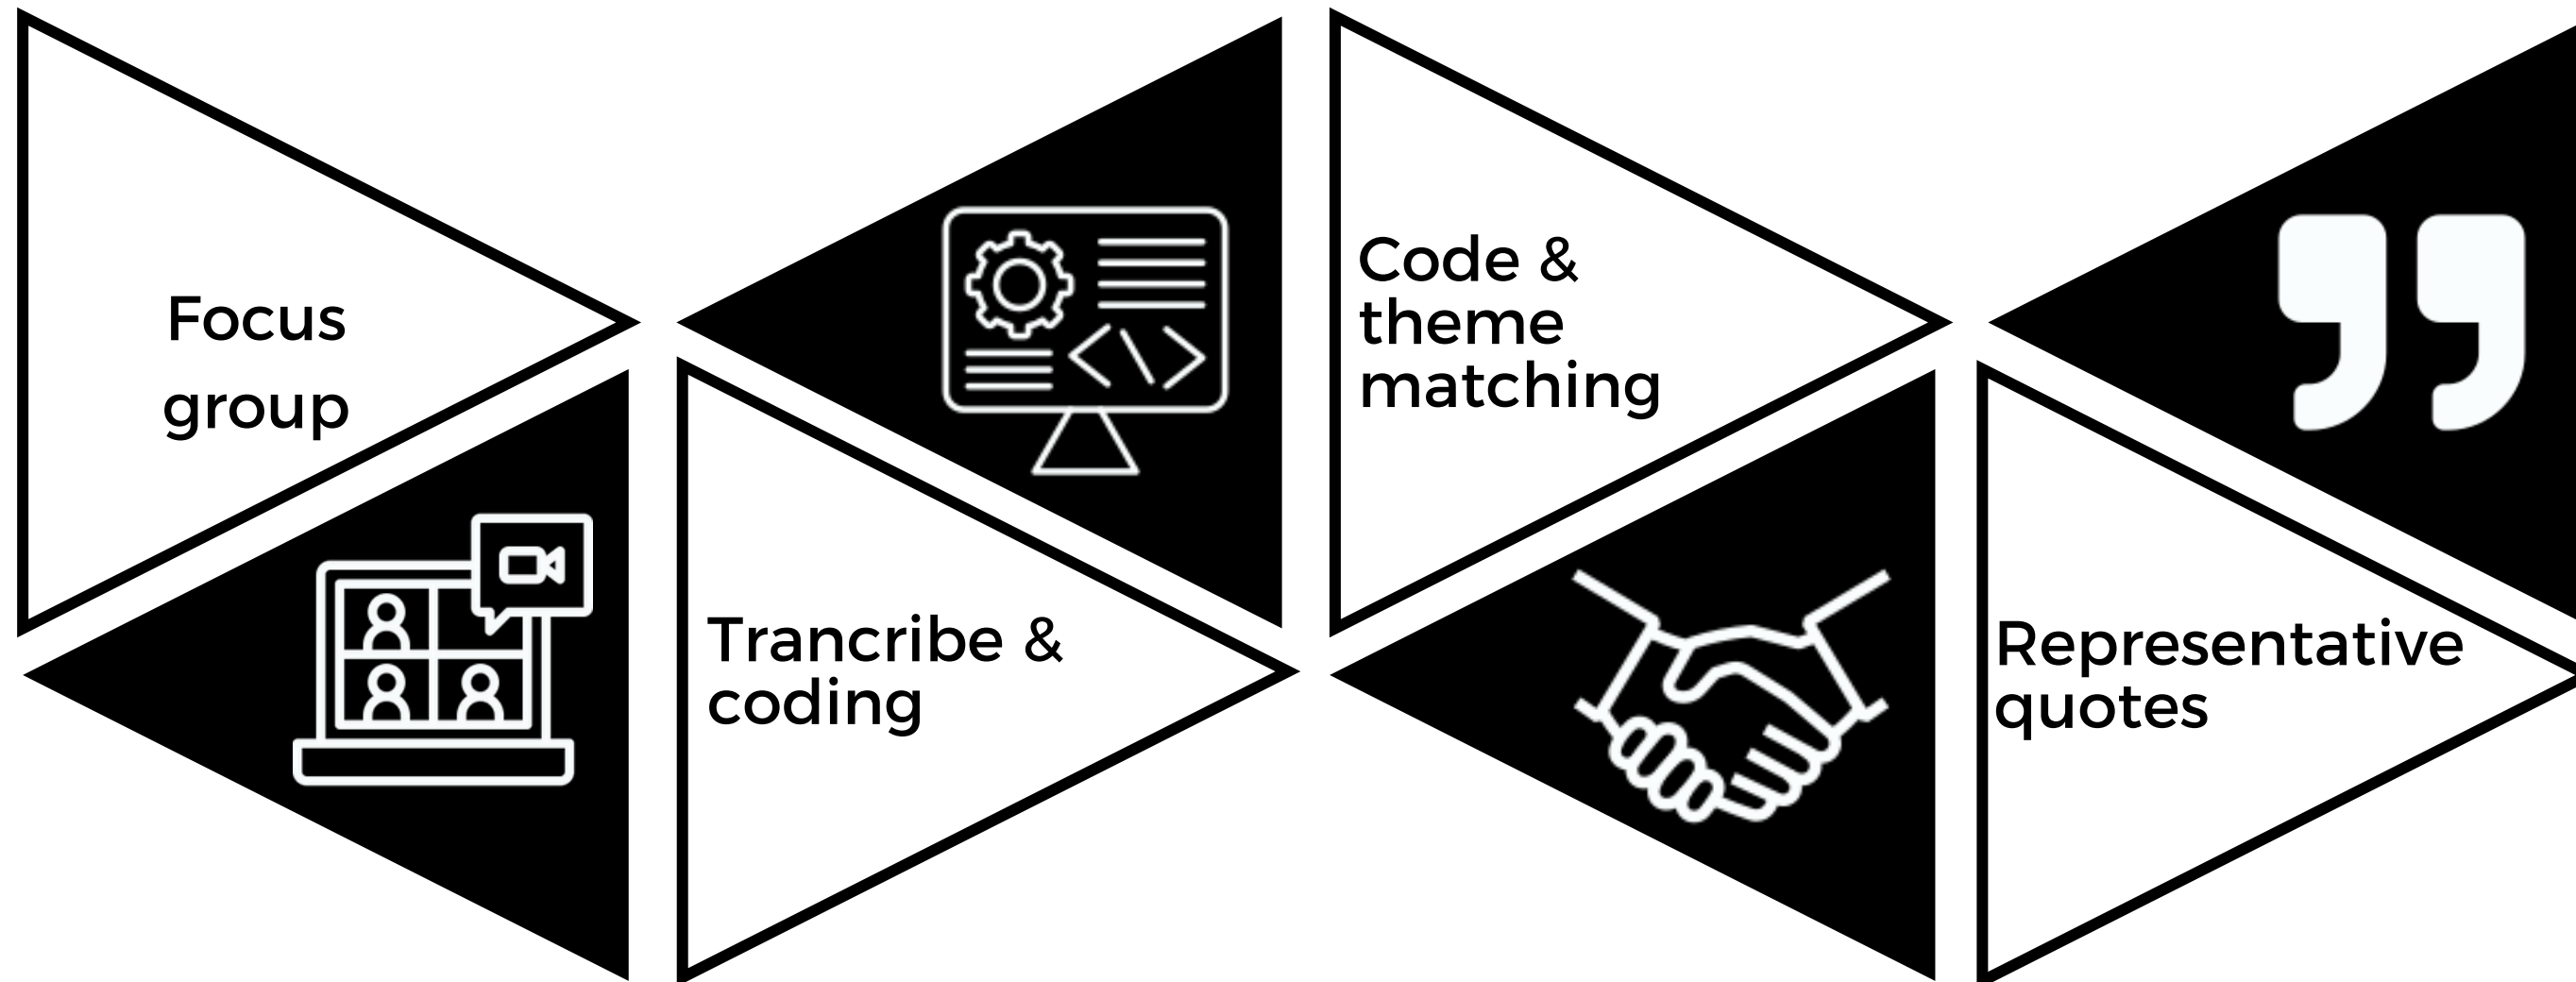 Focus
group
Trancribe &
coding
Code &
theme
matching
Representative
quotes